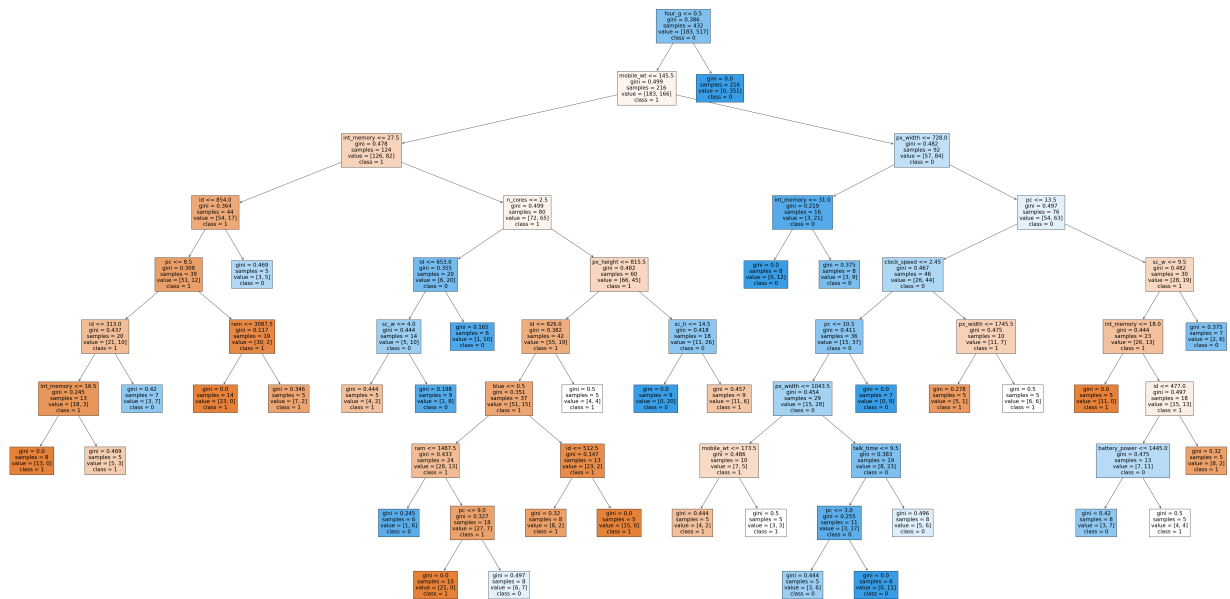 four_g <= 0.5
gini = 0.386
samples = 432
value = [183, 517]
class = 0
mobile_wt <= 145.5
gini = 0.499
samples = 216
value = [183, 166]
class = 1
gini = 0.0
samples = 216
value = [0, 351]
class = 0
int_memory <= 27.5
gini = 0.478
samples = 124
value = [126, 82]
class = 1
px_width <= 728.0
gini = 0.482
samples = 92
value = [57, 84]
class = 0
id <= 854.0
gini = 0.364
samples = 44
value = [54, 17]
class = 1
n_cores <= 2.5
gini = 0.499
samples = 80
value = [72, 65]
class = 1
int_memory <= 31.0
gini = 0.219
samples = 16
value = [3, 21]
class = 0
pc <= 13.5
gini = 0.497
samples = 76
value = [54, 63]
class = 0
pc <= 8.5
gini = 0.308
samples = 39
value = [51, 12]
class = 1
gini = 0.469
samples = 5
value = [3, 5]
class = 0
id <= 653.0
gini = 0.355
samples = 20
value = [6, 20]
class = 0
px_height <= 815.5
gini = 0.482
samples = 60
value = [66, 45]
class = 1
gini = 0.0
samples = 8
value = [0, 12]
class = 0
gini = 0.375
samples = 8
value = [3, 9]
class = 0
clock_speed <= 2.45
gini = 0.467
samples = 46
value = [26, 44]
class = 0
sc_w <= 9.5
gini = 0.482
samples = 30
value = [28, 19]
class = 1
id <= 313.0
gini = 0.437
samples = 20
value = [21, 10]
class = 1
ram <= 3087.5
gini = 0.117
samples = 19
value = [30, 2]
class = 1
sc_w <= 4.0
gini = 0.444
samples = 14
value = [5, 10]
class = 0
gini = 0.165
samples = 6
value = [1, 10]
class = 0
id <= 826.0
gini = 0.382
samples = 42
value = [55, 19]
class = 1
sc_h <= 14.5
gini = 0.418
samples = 18
value = [11, 26]
class = 0
pc <= 10.5
gini = 0.411
samples = 36
value = [15, 37]
class = 0
px_width <= 1745.5
gini = 0.475
samples = 10
value = [11, 7]
class = 1
int_memory <= 18.0
gini = 0.444
samples = 23
value = [26, 13]
class = 1
gini = 0.375
samples = 7
value = [2, 6]
class = 0
int_memory <= 16.5
gini = 0.245
samples = 13
value = [18, 3]
class = 1
gini = 0.42
samples = 7
value = [3, 7]
class = 0
gini = 0.0
samples = 14
value = [23, 0]
class = 1
gini = 0.346
samples = 5
value = [7, 2]
class = 1
gini = 0.444
samples = 5
value = [4, 2]
class = 1
gini = 0.198
samples = 9
value = [1, 8]
class = 0
blue <= 0.5
gini = 0.351
samples = 37
value = [51, 15]
class = 1
gini = 0.5
samples = 5
value = [4, 4]
class = 1
gini = 0.0
samples = 9
value = [0, 20]
class = 0
gini = 0.457
samples = 9
value = [11, 6]
class = 1
px_width <= 1043.5
gini = 0.454
samples = 29
value = [15, 28]
class = 0
gini = 0.0
samples = 7
value = [0, 9]
class = 0
gini = 0.278
samples = 5
value = [5, 1]
class = 1
gini = 0.5
samples = 5
value = [6, 6]
class = 1
gini = 0.0
samples = 5
value = [11, 0]
class = 1
id <= 477.0
gini = 0.497
samples = 18
value = [15, 13]
class = 1
gini = 0.0
samples = 8
value = [13, 0]
class = 1
gini = 0.469
samples = 5
value = [5, 3]
class = 1
ram <= 1487.5
gini = 0.433
samples = 24
value = [28, 13]
class = 1
id <= 512.5
gini = 0.147
samples = 13
value = [23, 2]
class = 1
mobile_wt <= 173.5
gini = 0.486
samples = 10
value = [7, 5]
class = 1
talk_time <= 9.5
gini = 0.383
samples = 19
value = [8, 23]
class = 0
battery_power <= 1445.0
gini = 0.475
samples = 13
value = [7, 11]
class = 0
gini = 0.32
samples = 5
value = [8, 2]
class = 1
gini = 0.245
samples = 6
value = [1, 6]
class = 0
pc <= 9.0
gini = 0.327
samples = 18
value = [27, 7]
class = 1
gini = 0.32
samples = 8
value = [8, 2]
class = 1
gini = 0.0
samples = 5
value = [15, 0]
class = 1
gini = 0.444
samples = 5
value = [4, 2]
class = 1
gini = 0.5
samples = 5
value = [3, 3]
class = 1
pc <= 3.0
gini = 0.255
samples = 11
value = [3, 17]
class = 0
gini = 0.496
samples = 8
value = [5, 6]
class = 0
gini = 0.42
samples = 8
value = [3, 7]
class = 0
gini = 0.5
samples = 5
value = [4, 4]
class = 1
gini = 0.0
samples = 10
value = [21, 0]
class = 1
gini = 0.497
samples = 8
value = [6, 7]
class = 0
gini = 0.444
samples = 5
value = [3, 6]
class = 0
gini = 0.0
samples = 6
value = [0, 11]
class = 0